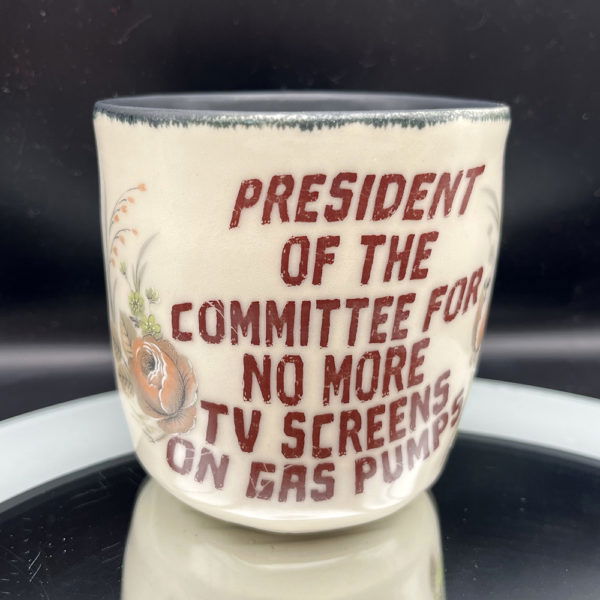 PRESIDENT
OF THE
COMMITTEE FOR
NO MORE
TV SCREENS
ON GAS PUMPS